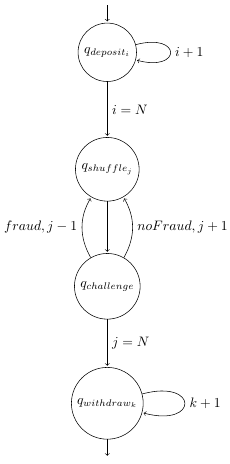 q_{deposit_i}
i + 1
i = N
q_{shuffle_j}
fraud, j − 1
noFraud, j + 1
q_{challenge}
j = N
q_{withdraw_k}
k + 1